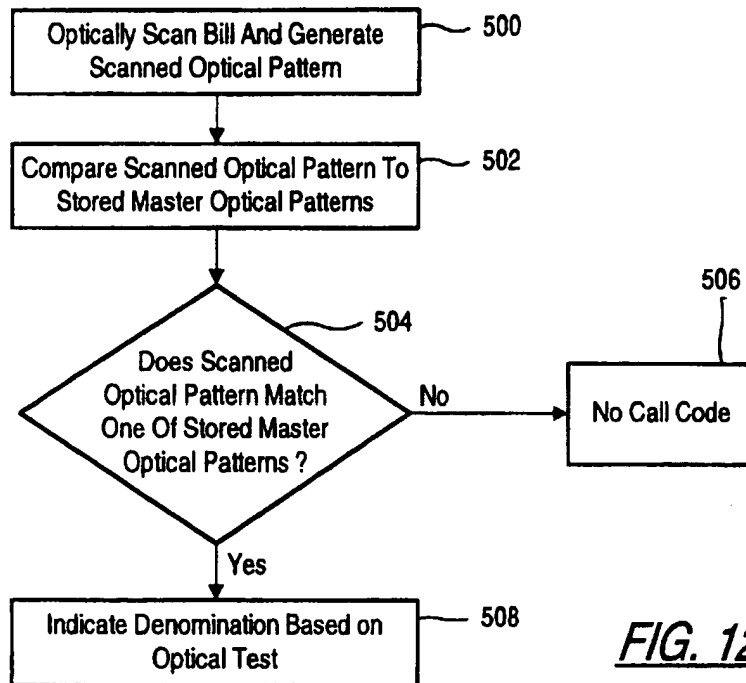 Optically Scan Bill And Generate
Scanned Optical Pattern
500
Compare Scanned Optical Pattern To
Stored Master Optical Patterns
502
504
Does Scanned
Optical Pattern Match
One Of Stored Master
Optical Patterns ?
No
506
No Call Code
Yes
Indicate Denomination Based on
Optical Test
508
FIG. 12